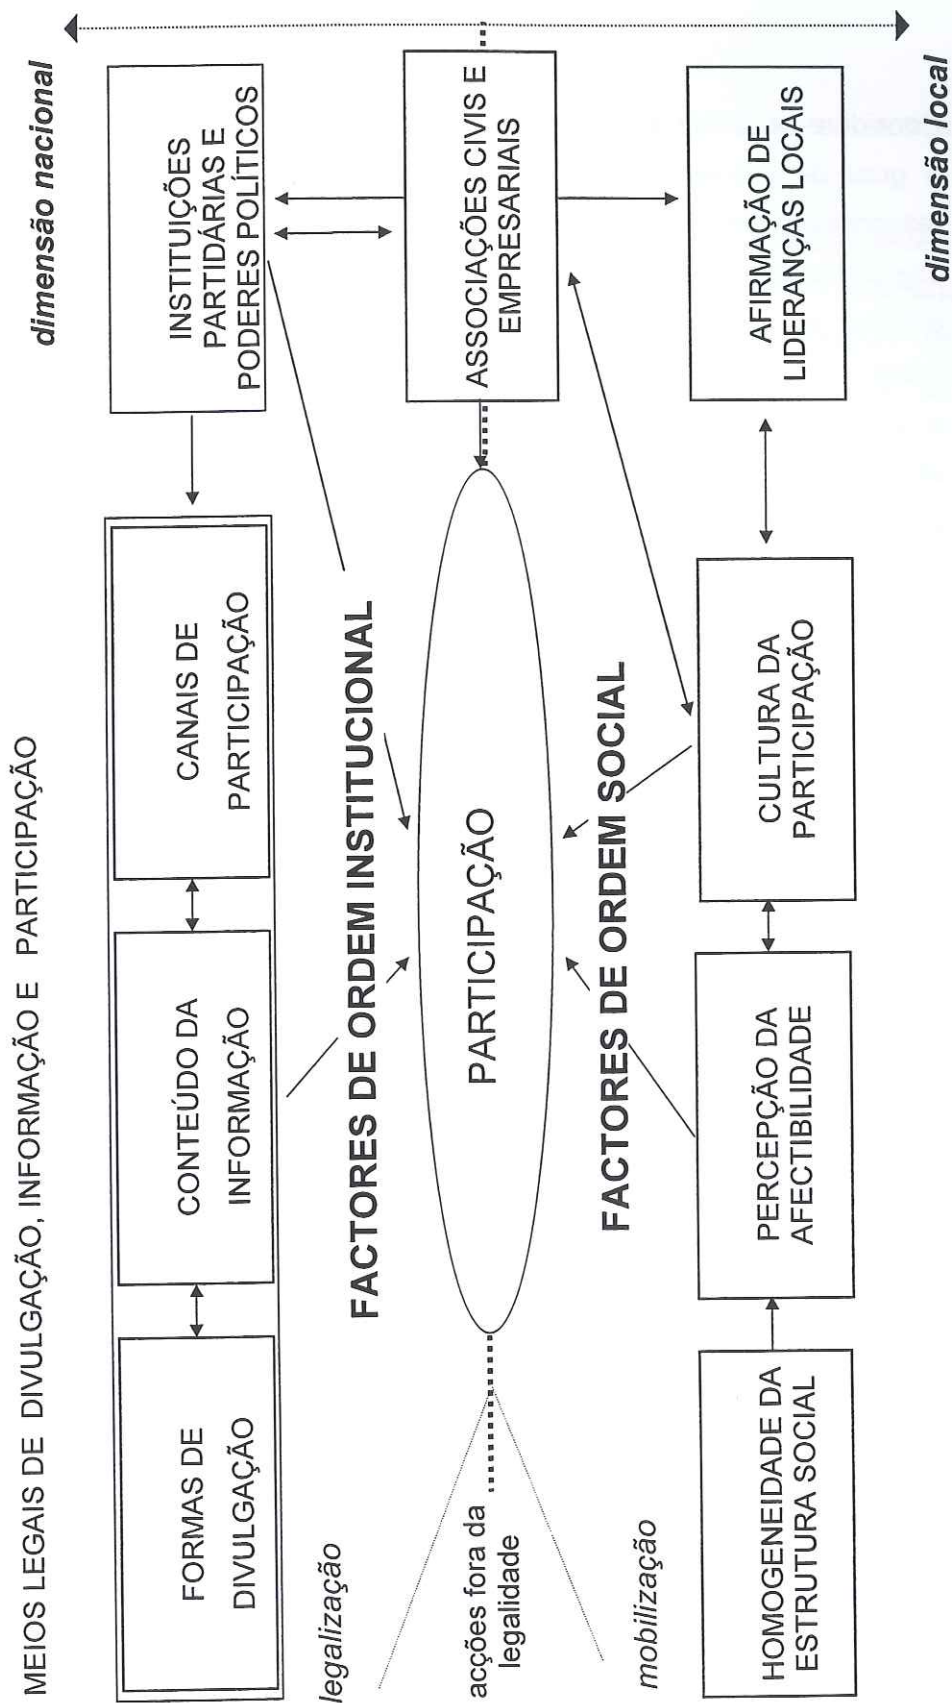 MEIOS LEGAIS DE DIVULGAÇÃO, INFORMAÇÃO E PARTICIPAÇÃO
dimensão nacional
FORMAS DE
DIVULGAÇÃO
CONTEÚDO DA
INFORMAÇÃO
CANAIS DE
PARTICIPAÇÃO
INSTITUIÇÕES
PARTIDÁRIAS E
PODERES POLÍTICOS
legalização
FACTORES DE ORDEM INSTITUCIONAL
acções fora da
legalidade
PARTICIPAÇÃO
ASSOCIAÇÕES CIVIS E
EMPRESARIAIS
mobilização
FACTORES DE ORDEM SOCIAL
HOMOGENEIDADE DA
ESTRUTURA SOCIAL
PERCEPÇÃO DA
AFECTIBILIDADE
CULTURA DA
PARTICIPAÇÃO
AFIRMAÇÃO DE
LIDERANÇAS LOCAIS
dimensão local